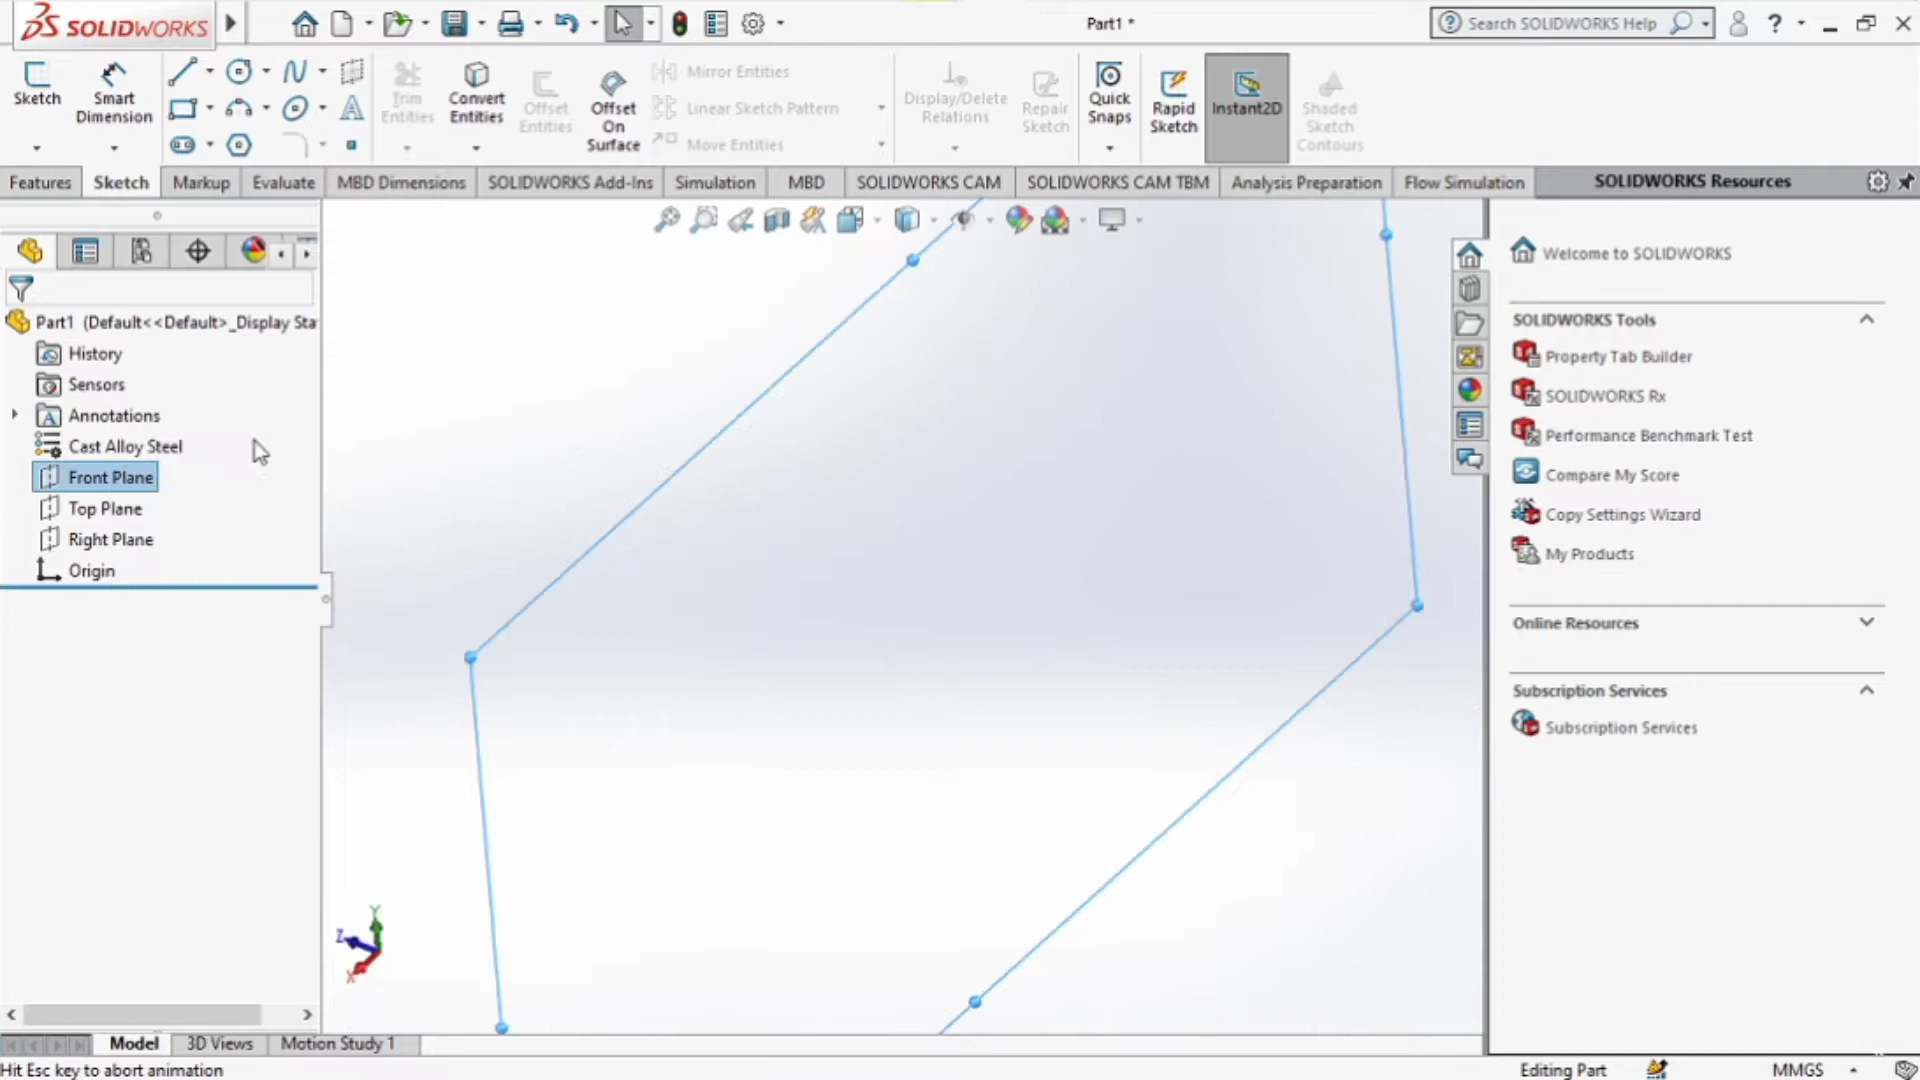 SOLIDWORKS
Part1 *
Search SOLIDWORKS Help
Sketch
Smart
Dimension
Trim
Entities
Convert
Entities
Offset
Entities
Offset
On
Surface
Mirror Entities
Linear Sketch Pattern
Move Entities
Display/Delete
Relations
Repair
Sketch
Quick
Snaps
Rapid
Sketch
Instant2D
Shaded
Sketch
Contours
Features
Sketch
Markup
Evaluate
MBD Dimensions
SOLIDWORKS Add-Ins
Simulation
MBD
SOLIDWORKS CAM
SOLIDWORKS CAM TBM
Analysis Preparation
Flow Simulation
SOLIDWORKS Resources
Part1 (Default<<Default>_Display Sta
History
Sensors
Annotations
Cast Alloy Steel
Front Plane
Top Plane
Right Plane
Origin
Welcome to SOLIDWORKS
SOLIDWORKS Tools
Property Tab Builder
SOLIDWORKS Rx
Performance Benchmark Test
Compare My Score
Copy Settings Wizard
My Products
Online Resources
Subscription Services
Subscription Services
Y
Z
X
Model
3D Views
Motion Study 1
Hit Esc key to abort animation
Editing Part
MMGS